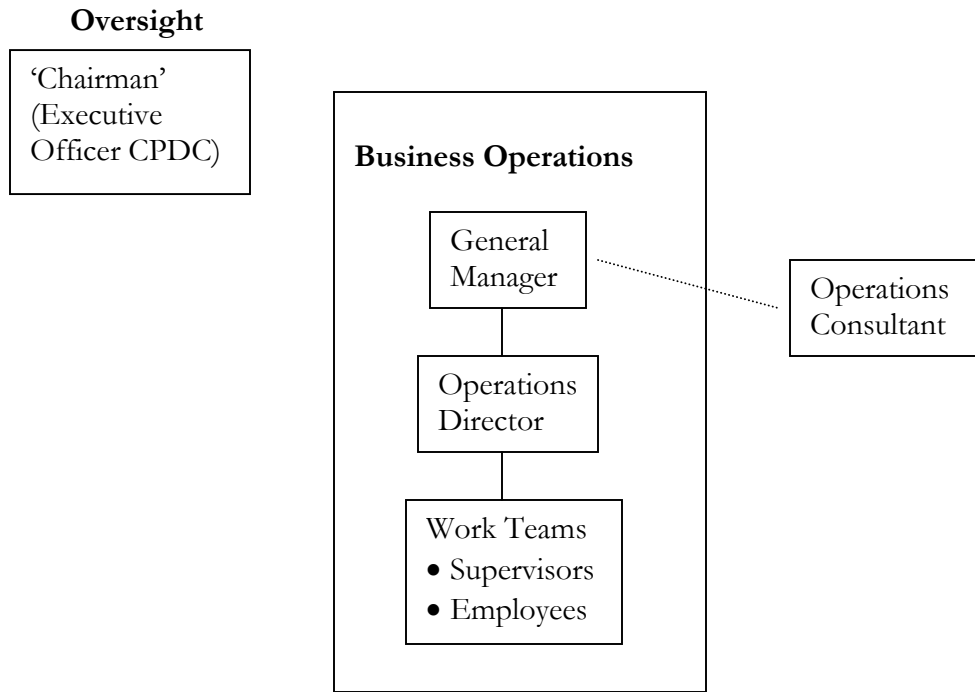 Oversight
‘Chairman’
(Executive
Officer CPDC)
Business Operations
General
Manager
Operations
Consultant
Operations
Director
Work Teams
• Supervisors
• Employees